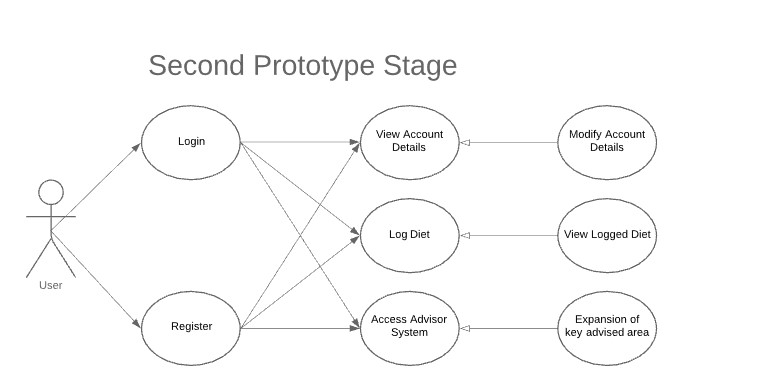 Second Prototype Stage
Login
View Account
Details
Modify Account
Details
User
Log Diet
View Logged Diet
Register
Access Advisor
System
Expansion of
key advised area